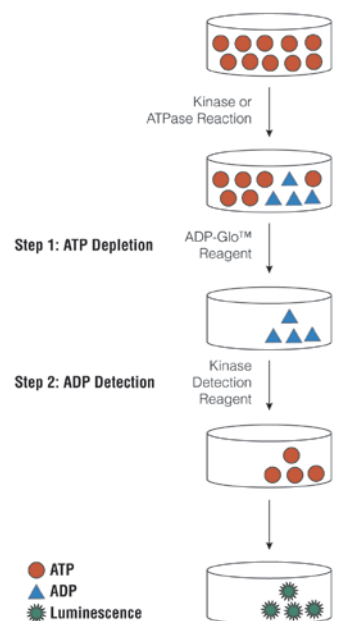 Kinase or
ATPase Reaction
Step 1: ATP Depletion
ADP-Glo™
Reagent
Step 2: ADP Detection
Kinase
Detection
Reagent
ATP
ADP
Luminescence